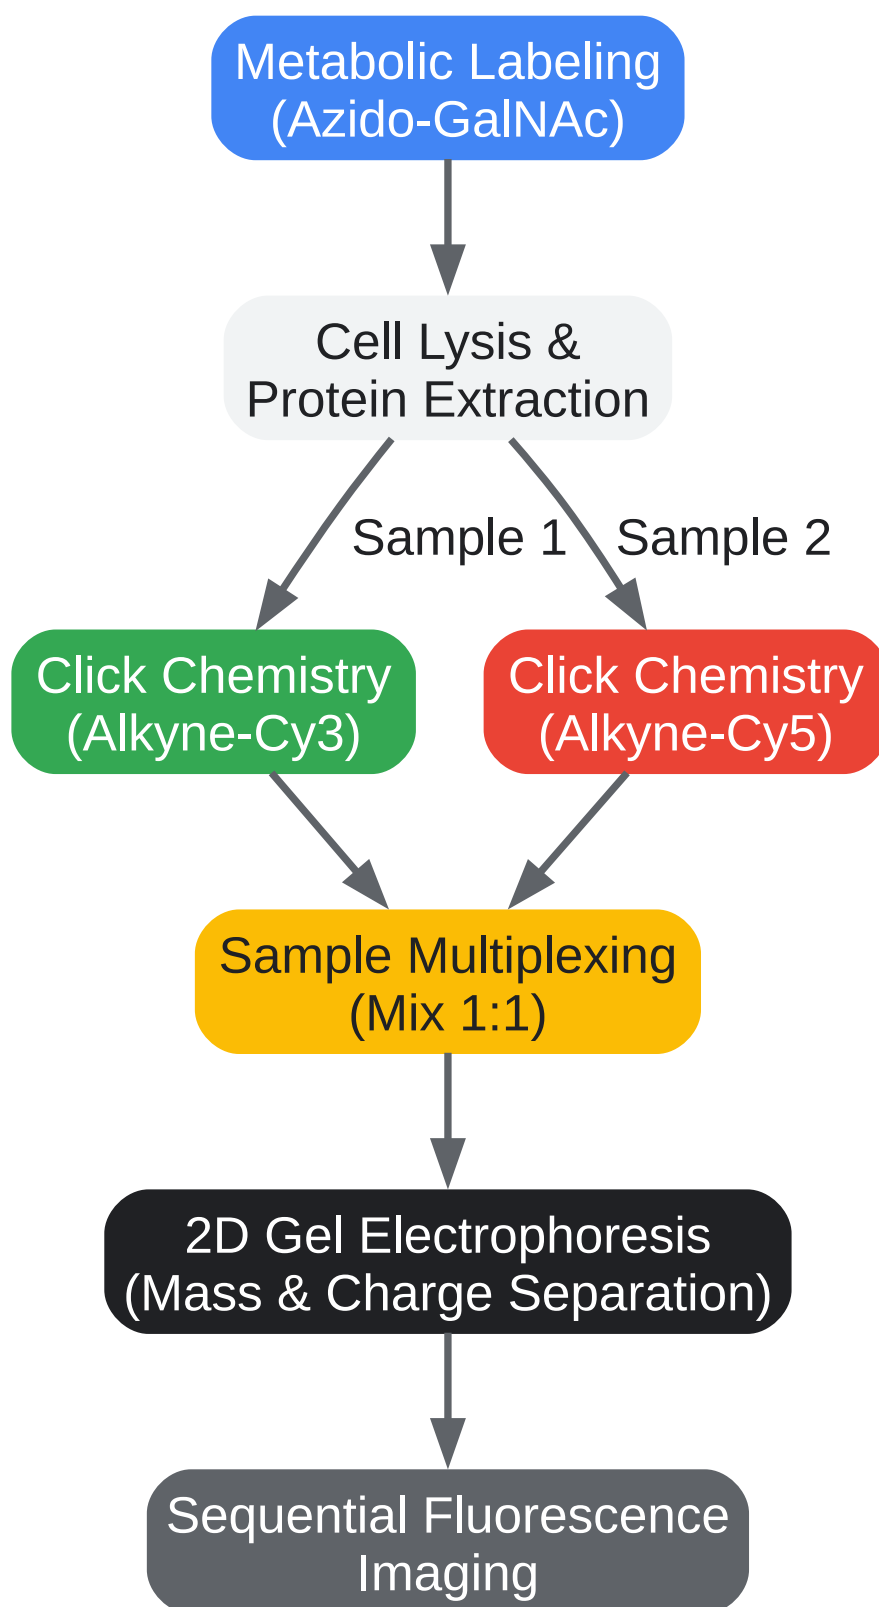 Metabolic Labeling
(Azido-GalNAc)
Cell Lysis &
Protein Extraction
Sample 1
Sample 2
Click Chemistry
(Alkyne-Cy3)
Click Chemistry
(Alkyne-Cy5)
Sample Multiplexing
(Mix 1:1)
2D Gel Electrophoresis
(Mass & Charge Separation)
Sequential Fluorescence
Imaging